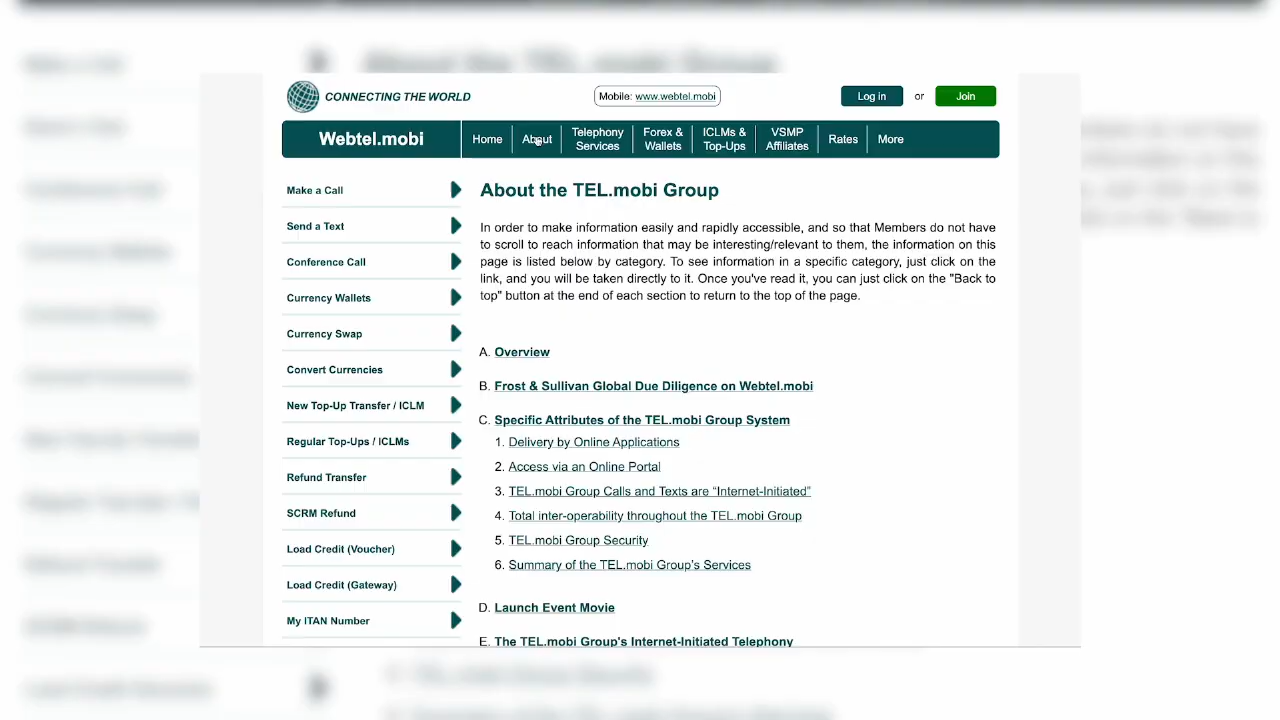 CONNECTING THE WORLD
Mobile: www.webtel.mobi
Log in or Join
Webtel.mobi
Home
About
Telephony Services
Forex & Wallets
ICLMs & Top-Ups
VSMP Affiliates
Rates
More
Make a Call
Send a Text
Conference Call
Currency Wallets
Currency Swap
Convert Currencies
New Top-Up Transfer / ICLM
Regular Top-Ups / ICLMs
Refund Transfer
SCRM Refund
Load Credit (Voucher)
Load Credit (Gateway)
My ITAN Number
About the TEL.mobi Group
In order to make information easily and rapidly accessible, and so that Members do not have
to scroll to reach information that may be interesting/relevant to them, the information on this
page is listed below by category. To see information in a specific category, just click on the
link, and you will be taken directly to it. Once you've read it, you can just click on the "Back to
top" button at the end of each section to return to the top of the page.
A. Overview
B. Frost & Sullivan Global Due Diligence on Webtel.mobi
C. Specific Attributes of the TEL.mobi Group System
1. Delivery by Online Applications
2. Access via an Online Portal
3. TEL.mobi Group Calls and Texts are “Internet-Initiated”
4. Total inter-operability throughout the TEL.mobi Group
5. TEL.mobi Group Security
6. Summary of the TEL.mobi Group’s Services
D. Launch Event Movie
E. The TEL.mobi Group's Internet-Initiated Telephony